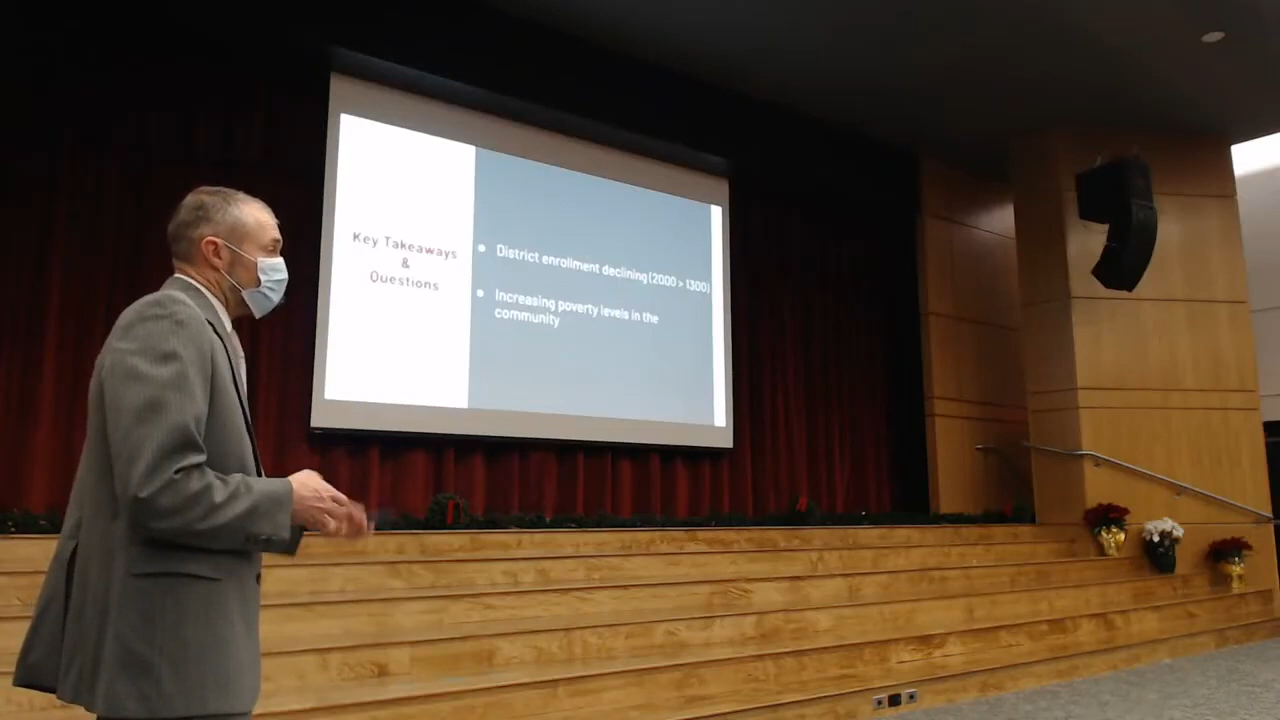 Key Takeaways
&
Questions
District enrollment declining (2000 > 1300)
Increasing poverty levels in the
community